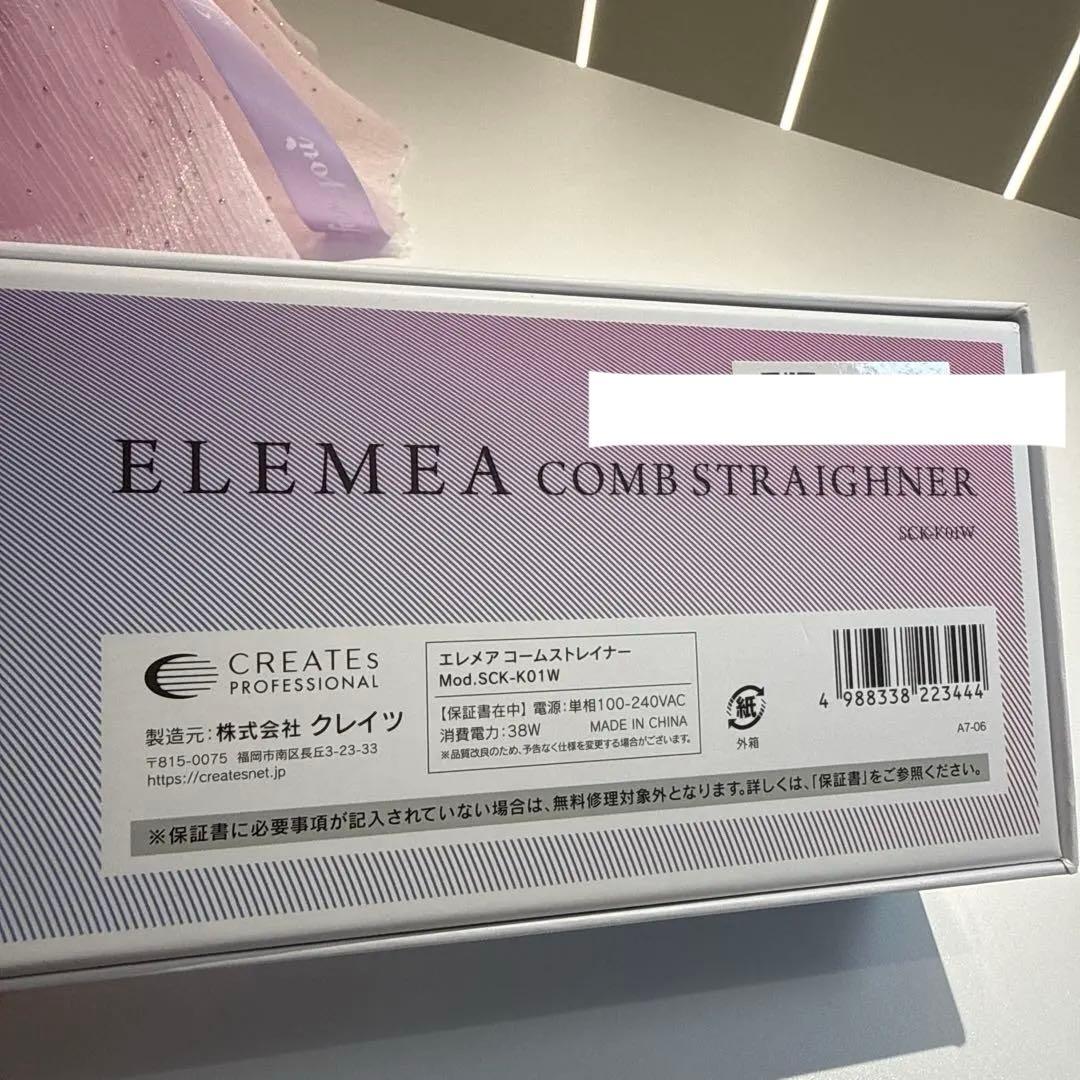 you
ELEMEA COMB STRAIGHNER
SCK-K01W
CREATEs
PROFESSIONAL
製造元：株式会社 クレイツ
〒815-0075 福岡市南区長丘3-23-33
https://createsnet.jp
エレメア コームストレイナー
Mod.SCK-K01W
【保証書在中】電源：単相100-240VAC
消費電力：38W MADE IN CHINA
※品質改良のため、予告なく仕様を変更する場合がございます。
紙
外箱
4 988338 223444
A7-06
※保証書に必要事項が記入されていない場合は、無料修理対象外となります。詳しくは、「保証書」をご参照ください。